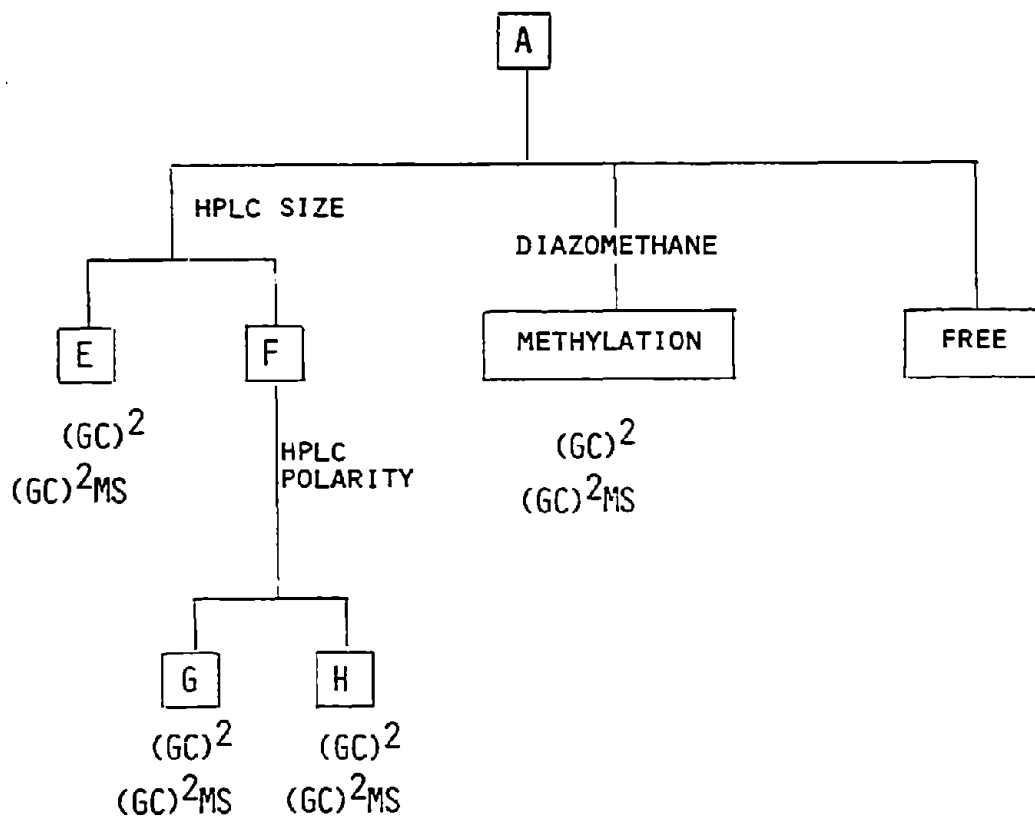 A
HPLC SIZE
DIAZOMETHANE
E
F
METHYLATION
FREE
(GC)²
(GC)²MS
HPLC
POLARITY
(GC)²
(GC)²MS
G
H
(GC)²
(GC)²MS
(GC)²
(GC)²MS